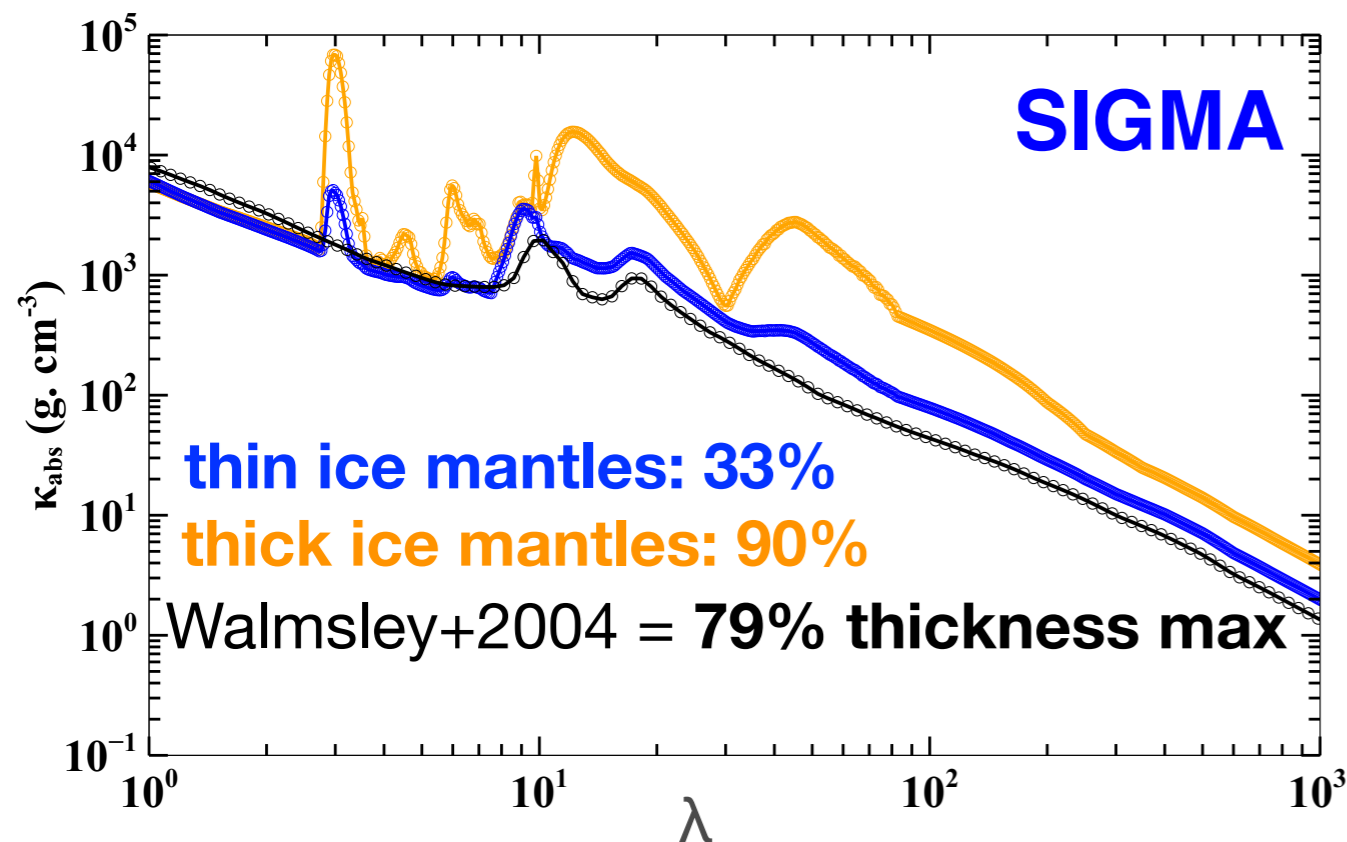 10⁵
10⁴
10³
10²
10¹
10⁰
10⁻¹
κabs (g. cm⁻³)
SIGMA
thin ice mantles: 33%
thick ice mantles: 90%
Walmsley+2004 = 79% thickness max
10⁰ 10¹ 10² 10³
λ